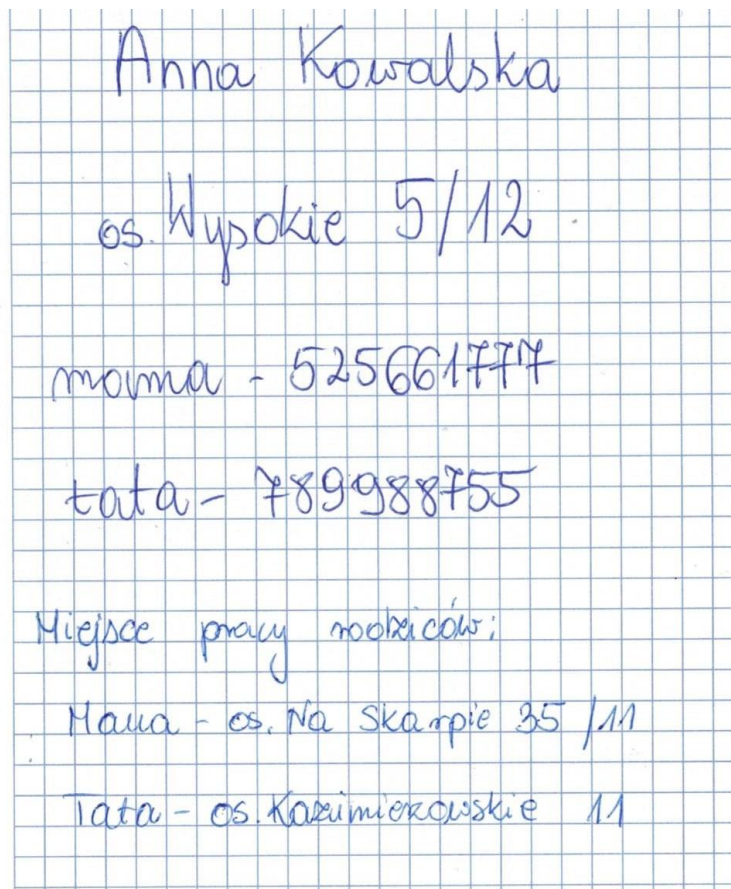 Anna Kowalska
os. Wysokie 5/12
mama - 525661777
tata - 789988755
Miejsce pracy rodziców:
Mama - os. Na Skarpie 35/11
Tata - os. Kazimierzowskie 11